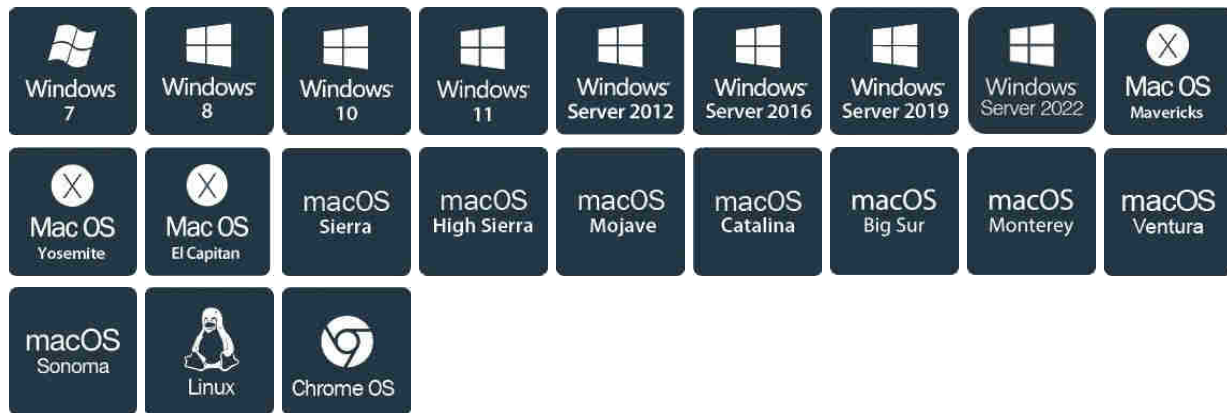 Windows
7
Windows
8
Windows
10
Windows
11
Windows
Server 2012
Windows
Server 2016
Windows
Server 2019
Windows
Server 2022
X
Mac OS
Mavericks
X
Mac OS
Yosemite
X
Mac OS
El Capitan
macOS
Sierra
macOS
High Sierra
macOS
Mojave
macOS
Catalina
macOS
Big Sur
macOS
Monterey
macOS
Ventura
macOS
Sonoma
Linux
Chrome OS